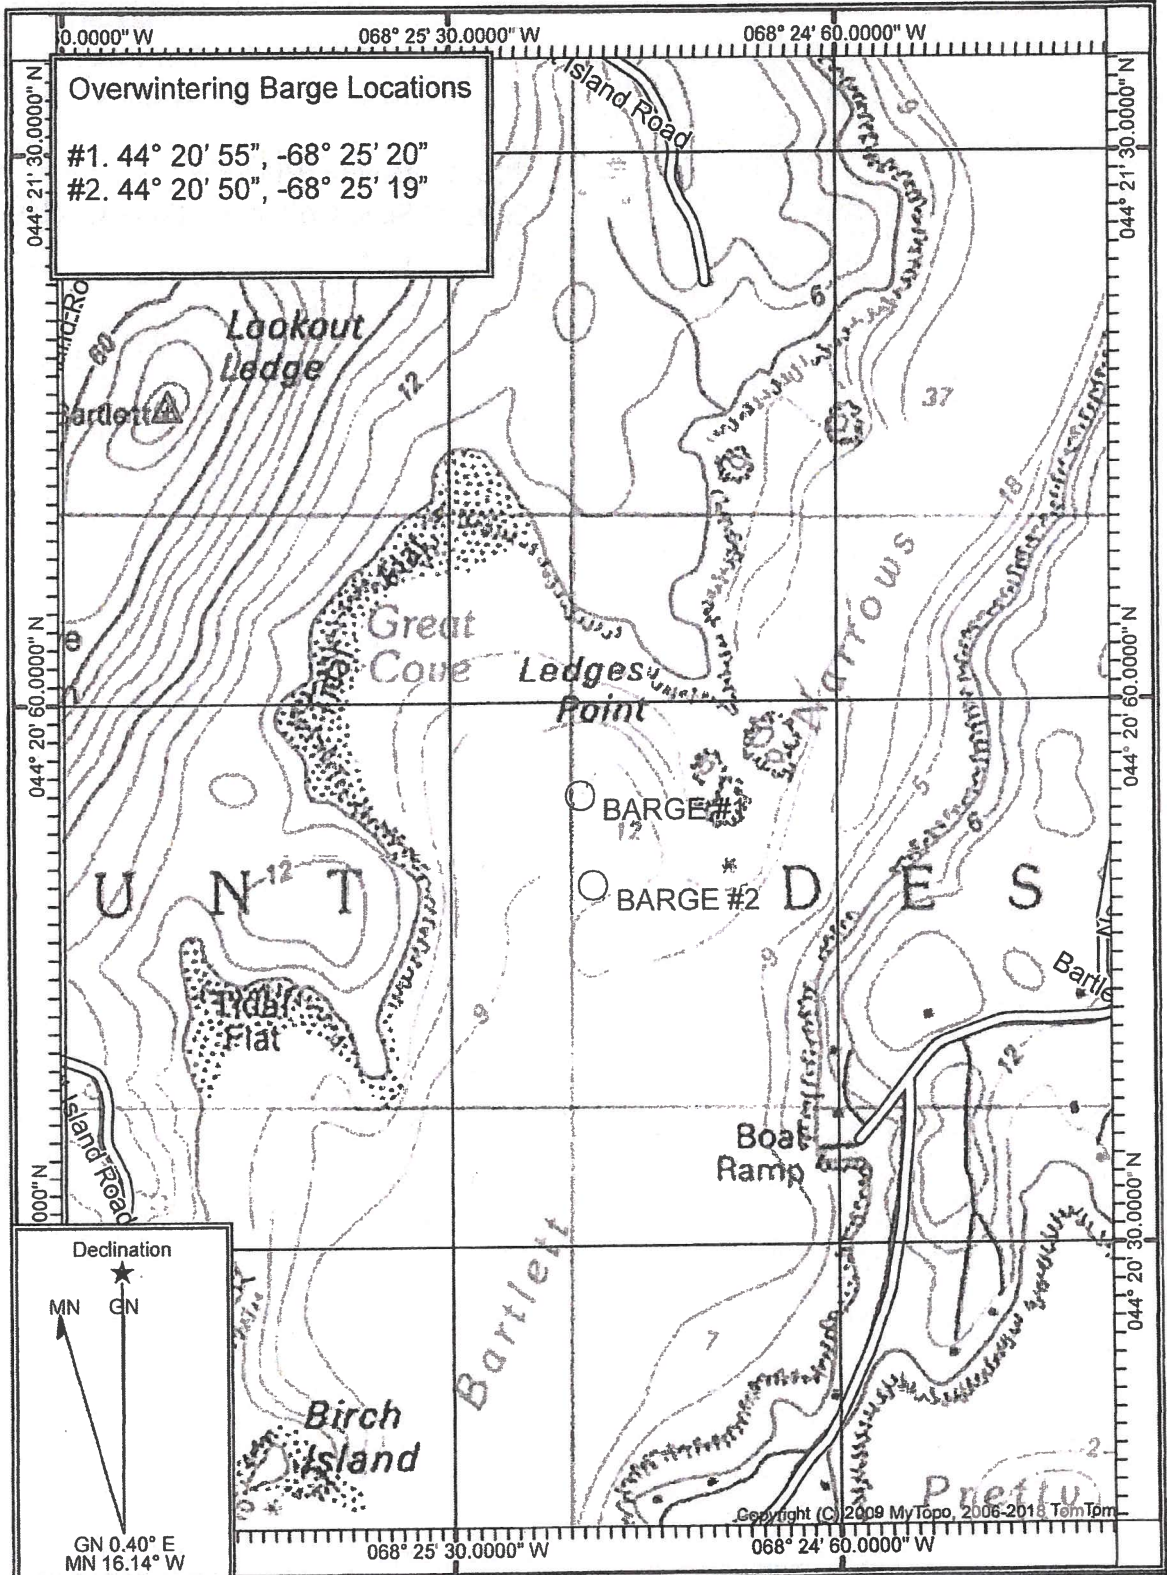 0.0000" W
068° 25' 30.0000" W
068° 24' 60.0000" W
Overwintering Barge Locations
#1. 44° 20' 55", -68° 25' 20"
#2. 44° 20' 50", -68° 25' 19"
Island Road
9
044° 21' 30.0000" N
044° 21' 30.0000" N
6
Lookout
Ledge
60
12
Bartlett
37
18
Great
Cove
Tidal
Flat
Ledges
Point
Narrows
044° 20' 60.0000" N
044° 20' 60.0000" N
e
5
6
BARGE #1
12
BARGE #2
U N T
12
D E S
9
9
Tidal
Flat
Bartle
12
Island Road
Boat
Ramp
000" N
044° 20' 30.0000" N
Bartlett
7
Declination
MN GN
GN 0.40° E
MN 16.14° W
Birch
Island
2
Pretty
Copyright (C) 2009 MyTopo, 2006-2018 TomTom
068° 25' 30.0000" W
068° 24' 60.0000" W